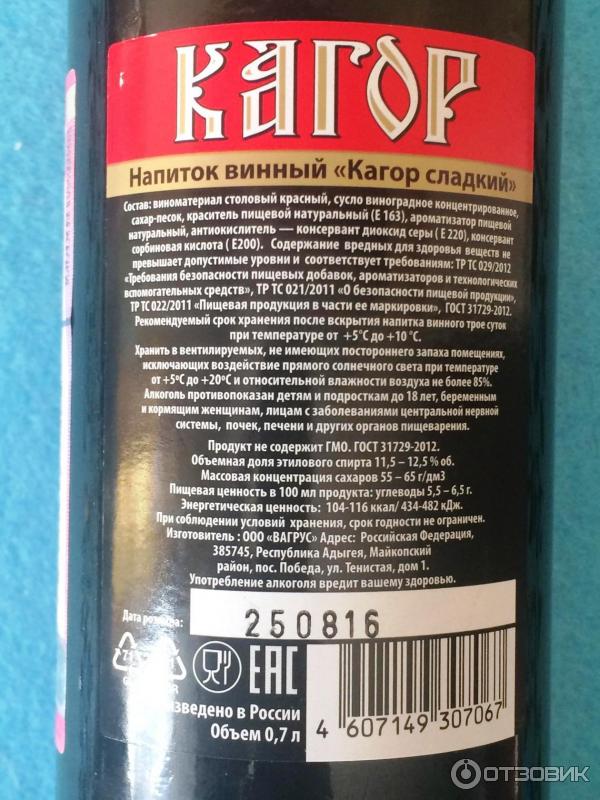 КАГОР
Напиток винный «Кагор сладкий»
Состав: виноматериал столовый красный, сусло виноградное концентрированное,
сахар-песок, краситель пищевой натуральный (Е 163), ароматизатор пищевой
натуральный, антиокислитель — консервант диоксид серы ( Е 220), консервант
сорбиновая кислота ( Е200). Содержание вредных для здоровья веществ не
превышает допустимые уровни и соответствует требованиям: ТР ТС 029/2012
«Требования безопасности пищевых добавок, ароматизаторов и технологических
вспомогательных средств», ТР ТС 021/2011 «О безопасности пищевой продукции»,
ТР ТС 022/2011 «Пищевая продукция в части ее маркировки», ГОСТ 31729-2012.
Рекомендуемый срок хранения после вскрытия напитка винного трое суток
при температуре от +5°С до +10 °С.
Хранить в вентилируемых, не имеющих постороннего запаха помещениях,
исключающих воздействие прямого солнечного света при температуре
от +5ºС до +20ºС и относительной влажности воздуха не более 85%.
Алкоголь противопоказан детям и подросткам до 18 лет, беременным
и кормящим женщинам, лицам с заболеваниями центральной нервной
системы, почек, печени и других органов пищеварения.
Продукт не содержит ГМО. ГОСТ 31729-2012.
Объемная доля этилового спирта 11,5 – 12,5 % об.
Массовая концентрация сахаров 55 – 65 г/дм3
Пищевая ценность в 100 мл продукта: углеводы 5,5 – 6,5 г.
Энергетическая ценность: 104-116 ккал/ 434-482 кДж.
При соблюдении условий хранения, срок годности не ограничен.
Изготовитель : ООО «ВАГРУС» Адрес: Российская Федерация,
385745, Республика Адыгея, Майкопский
район, пос. Победа, ул. Тенистая, дом 1.
Употребление алкоголя вредит вашему здоровью.
Дата розлива:
250816
71
EAC
Произведено в России
Объем 0,7 л
4 607149 307067
ОТЗОВИК